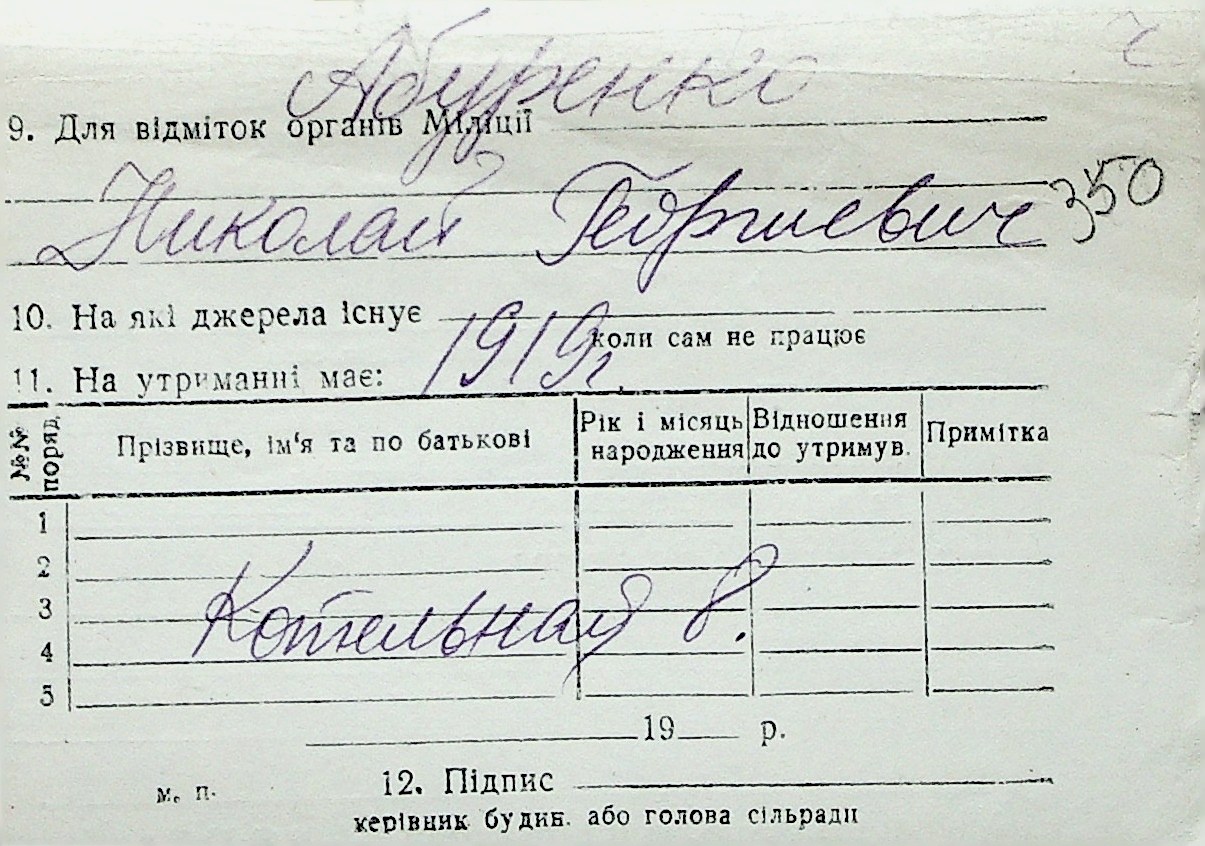 Абуренко
9. Для відміток органів Міліції
Николай Георгиевич 350
10. На які джерела існує
коли сам не працює
1919г.
11. На утриманні має:
№№ поряд. Прізвище, ім'я та по батькові Рік і місяць народження Відношення до утримув. Примітка
1
2
3
Котельная 8.
4
5
19 р.
м. п. 12. Підпис
керівник будин. або голова сільради